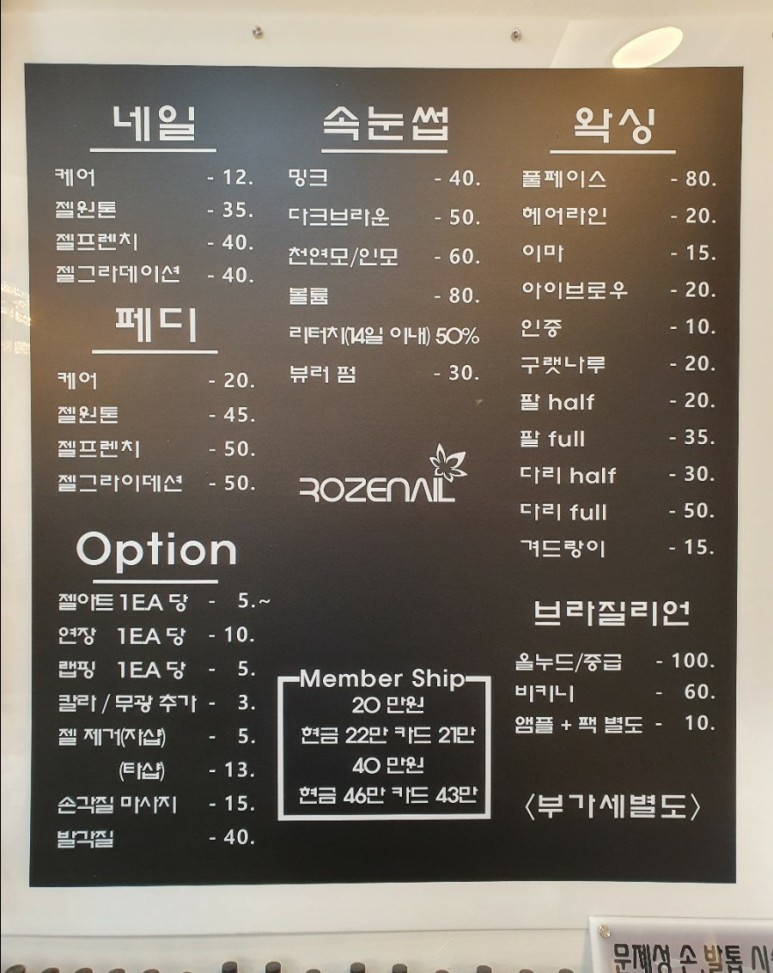 네일
케어 - 12.
젤원톤 - 35.
젤프렌치 - 40.
젤그라데이션 - 40.
페디
케어 - 20.
젤원톤 - 45.
젤프렌치 - 50.
젤그라이데션 - 50.
Option
젤아트 1EA 당 - 5.~
연장 1EA 당 - 10.
랩핑 1EA 당 - 5.
칼라 / 무광 추가 - 3.
젤 제거(자샵) - 5.
(타샵) - 13.
손각질 마사지 - 15.
발각질 - 40.
속눈썹
밍크 - 40.
다크브라운 - 50.
천연모/인모 - 60.
볼륨 - 80.
리터치(14일 이내) 50%
뷰러 펌 - 30.
ROZENAIL
Member Ship
20 만원
현금 22만 카드 21만
40 만원
현금 46만 카드 43만
왁싱
풀페이스 - 80.
헤어라인 - 20.
이마 - 15.
아이브로우 - 20.
인중 - 10.
구랫나루 - 20.
팔 half - 20.
팔 full - 35.
다리 half - 30.
다리 full - 50.
겨드랑이 - 15.
브라질리언
올누드/중급 - 100.
비키니 - 60.
앰플 + 팩 별도 - 10.
〈부가세별도〉
무제성 소 발톱